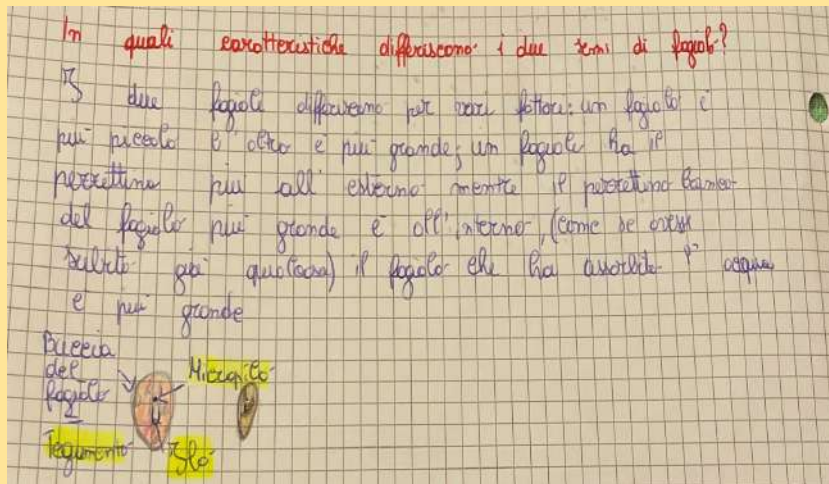 In quali caratteristiche differiscono i due semi di fagiolo?
I due fagioli differiscono per vari fattori: un fagiolo è
più piccolo e l'altro è più grande; un fagiolo ha il
pezzettino più all'esterno mentre il pezzettino bianco
del fagiolo più grande è all'interno, (come se avesse
subito già qualcosa) il fagiolo che ha assorbito l'acqua
è più grande
Buccia
del
fagiolo
Micropilo
Tegumento
Ilo